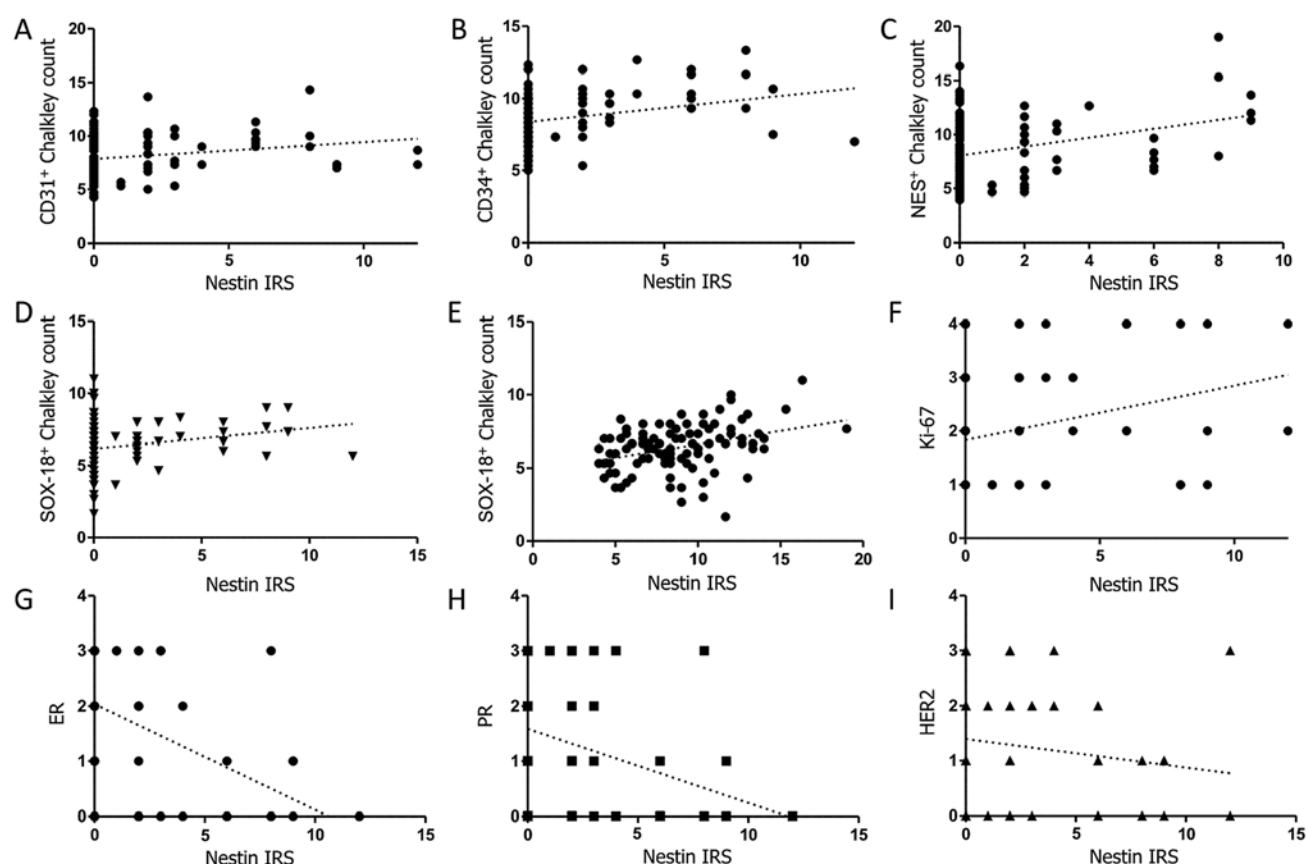 A
CD31+ Chalkley count
20
15
10
5
0
0 5 10
Nestin IRS
B
CD34+ Chalkley count
15
10
5
0
0 5 10
Nestin IRS
C
NES+ Chalkley count
20
15
10
5
0
0 2 4 6 8 10
Nestin IRS
D
SOX-18+ Chalkley count
15
10
5
0
0 5 10 15
Nestin IRS
E
SOX-18+ Chalkley count
15
10
5
0
0 5 10 15 20
Nestin IRS
F
Ki-67
4
3
2
1
0
0 5 10
Nestin IRS
G
ER
4
3
2
1
0
0 5 10 15
Nestin IRS
H
PR
4
3
2
1
0
0 5 10 15
Nestin IRS
I
HER2
4
3
2
1
0
0 5 10 15
Nestin IRS